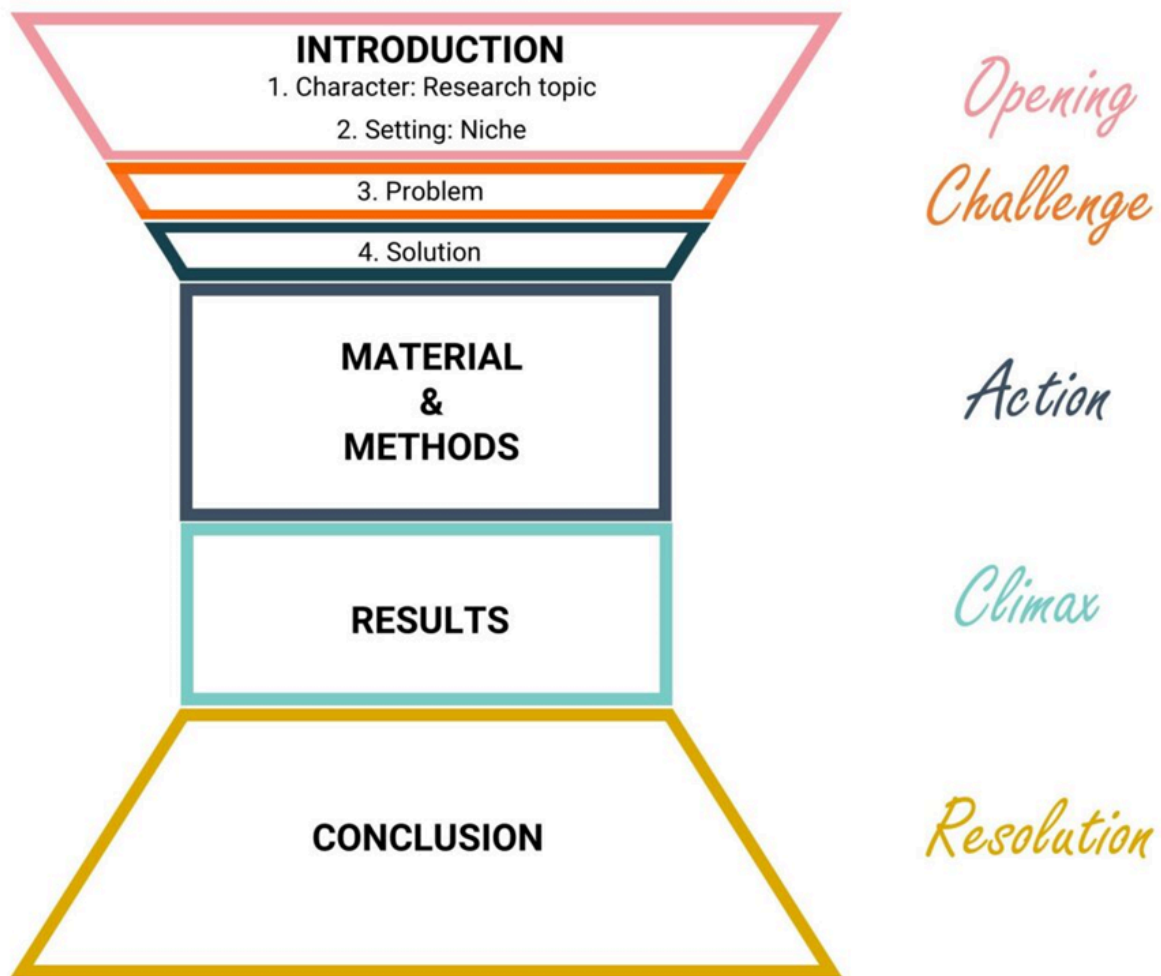 INTRODUCTION
1. Character: Research topic
2. Setting: Niche
Opening
3. Problem
Challenge
4. Solution
MATERIAL
&
METHODS
Action
RESULTS
Climax
CONCLUSION
Resolution